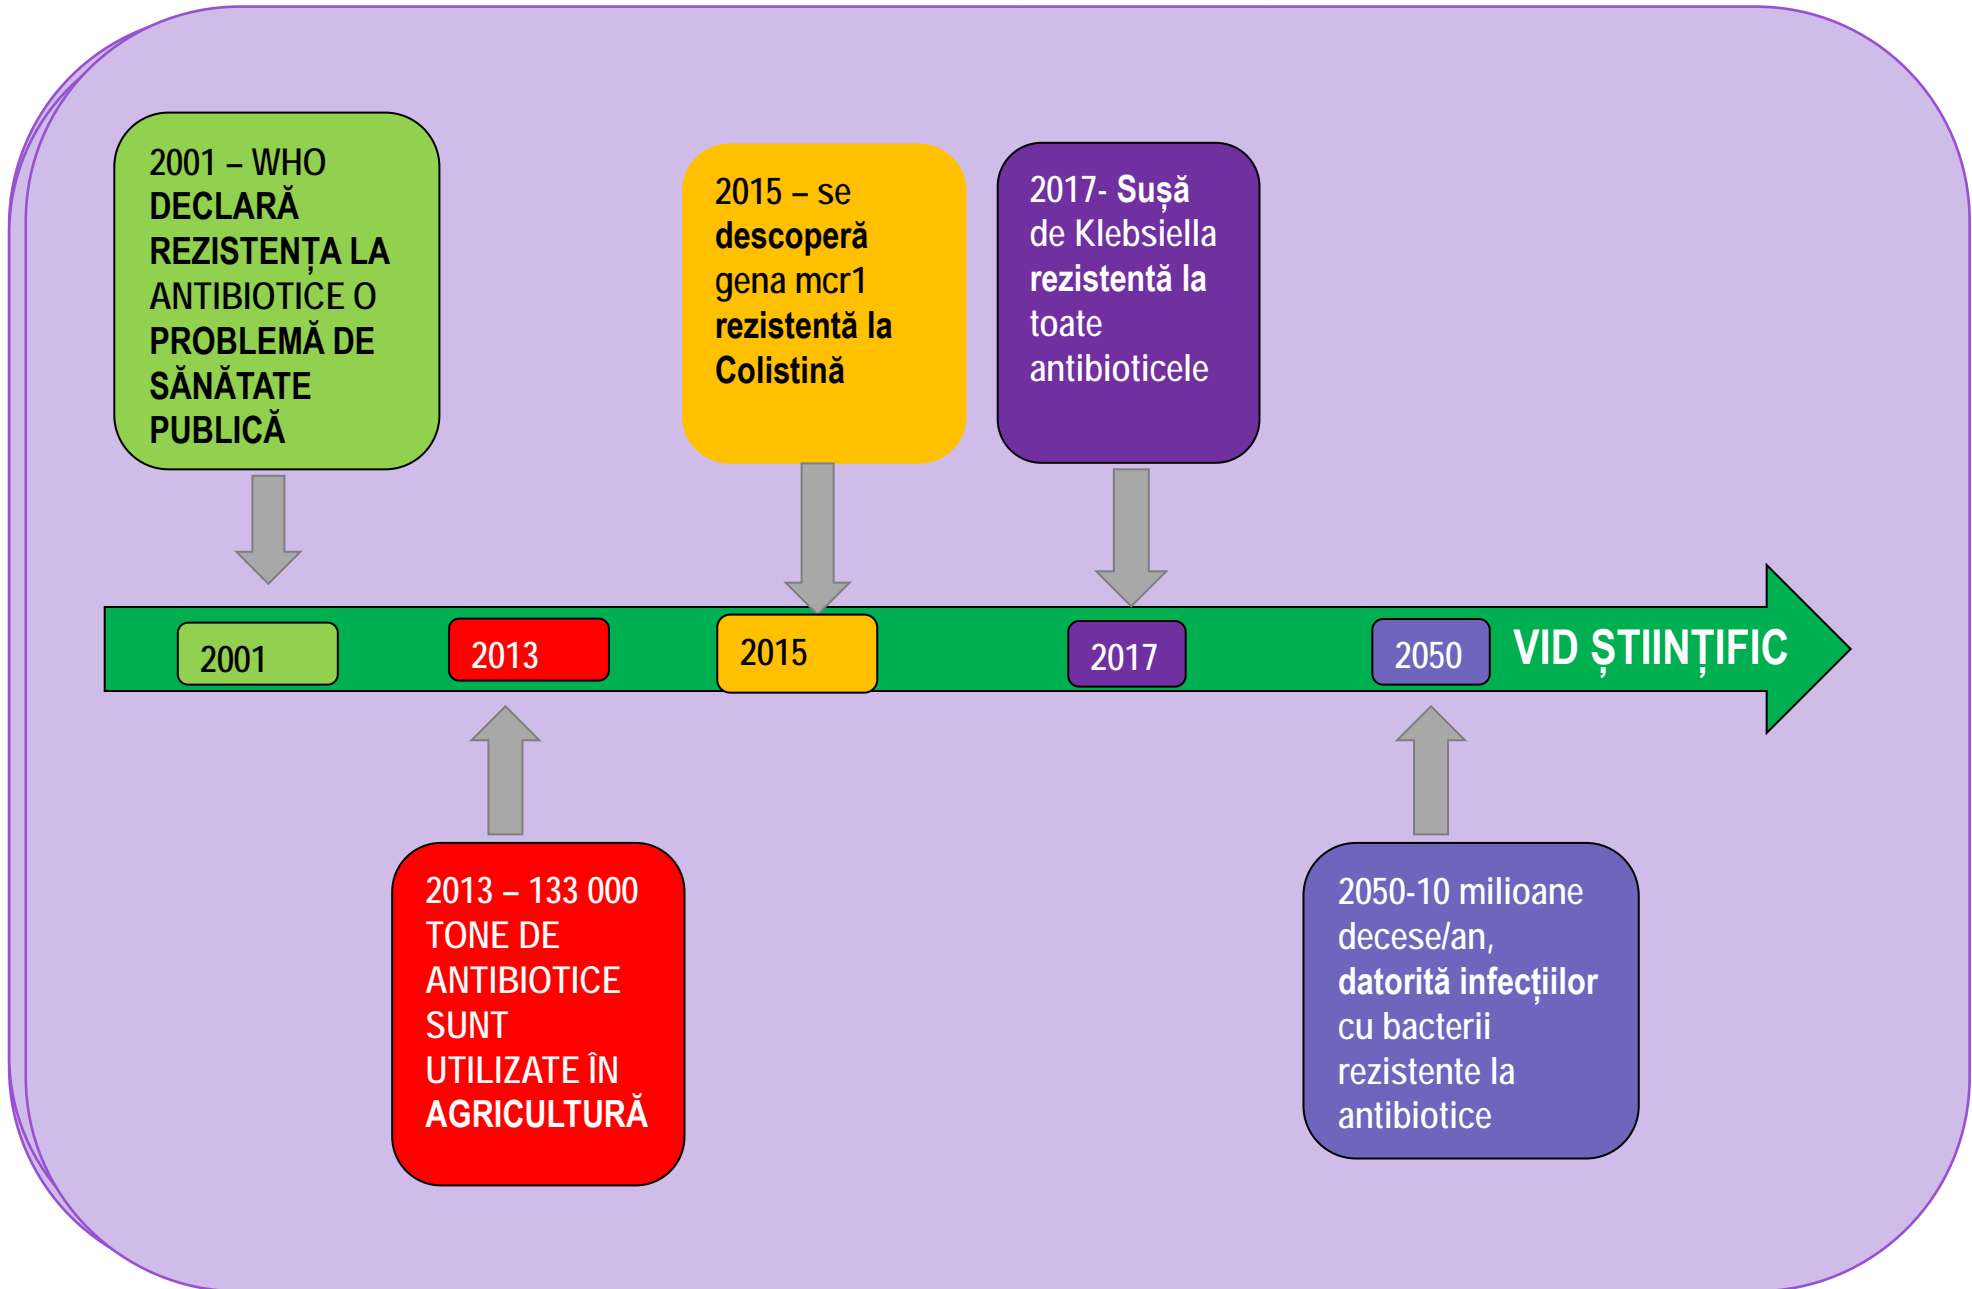 2001 – WHO
DECLARĂ
REZISTENȚA LA
ANTIBIOTICE O
PROBLEMĂ DE
SĂNĂTATE
PUBLICĂ
2015 – se
descoperă
gena mcr1
rezistentă la
Colistină
2017- Sușă
de Klebsiella
rezistentă la
toate
antibioticele
2001
2013
2015
2017
2050
VID ȘTIINȚIFIC
2013 – 133 000
TONE DE
ANTIBIOTICE
SUNT
UTILIZATE ÎN
AGRICULTURĂ
2050-10 milioane
decese/an,
datorită infecțiilor
cu bacterii
rezistente la
antibiotice